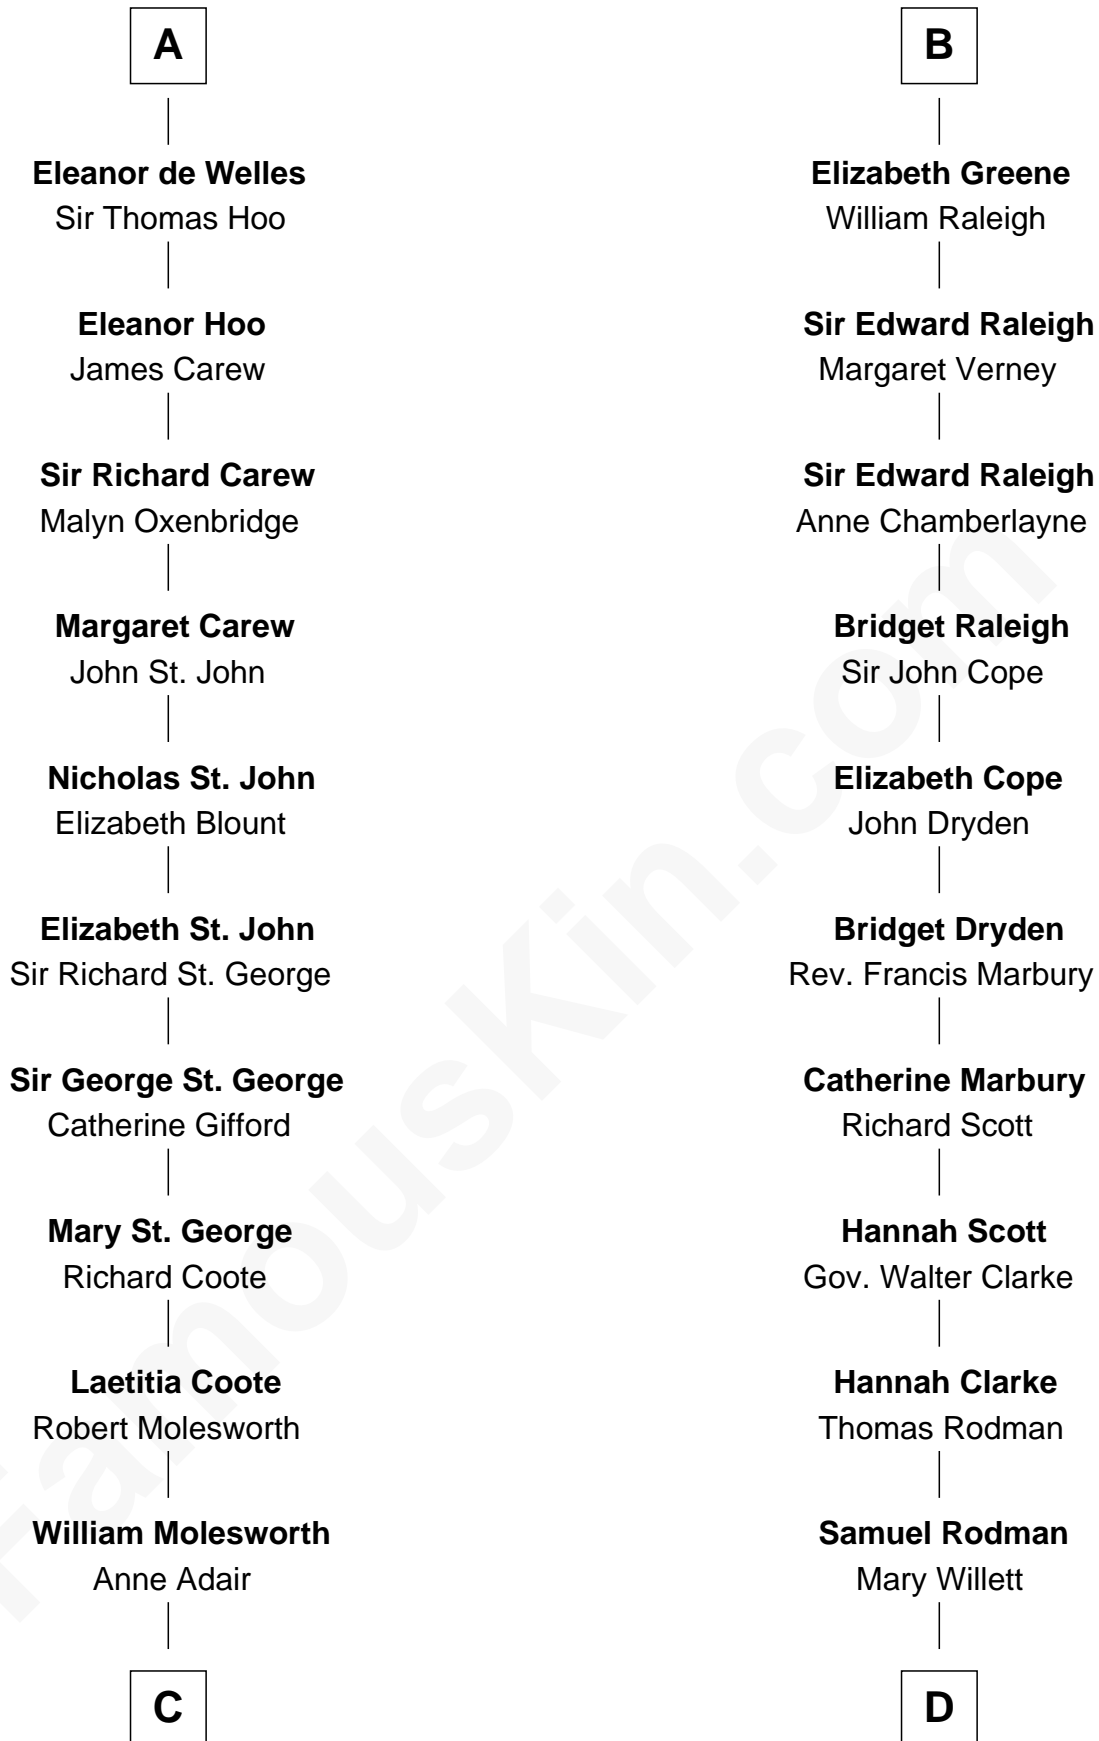 A
Eleanor de Welles
Sir Thomas Hoo
Eleanor Hoo
James Carew
Sir Richard Carew
Malyn Oxenbridge
Margaret Carew
John St. John
Nicholas St. John
Elizabeth Blount
Elizabeth St. John
Sir Richard St. George
Sir George St. George
Catherine Gifford
Mary St. George
Richard Coote
Laetitia Coote
Robert Molesworth
William Molesworth
Anne Adair
C
B
Elizabeth Greene
William Raleigh
Sir Edward Raleigh
Margaret Verney
Sir Edward Raleigh
Anne Chamberlayne
Bridget Raleigh
Sir John Cope
Elizabeth Cope
John Dryden
Bridget Dryden
Rev. Francis Marbury
Catherine Marbury
Richard Scott
Hannah Scott
Gov. Walter Clarke
Hannah Clarke
Thomas Rodman
Samuel Rodman
Mary Willett
D
FamousKin.com